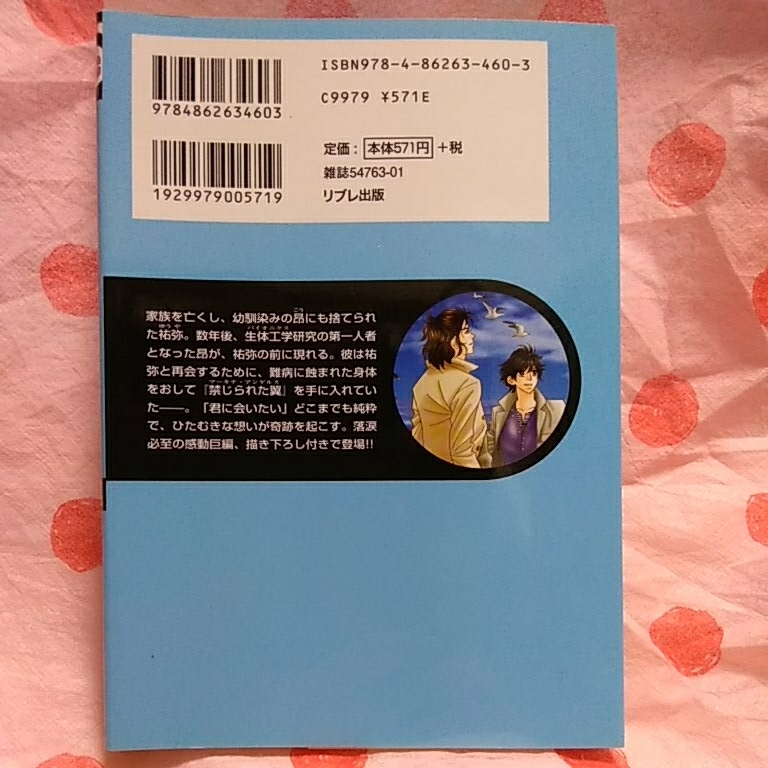 ISBN978-4-86263-460-3
C9979 ¥571E
9784862634603
1929979005719
定価：本体571円+税
雑誌54763-01
リブレ出版
家族を亡くし、幼馴染みの昂にも捨てられ
た祐弥。数年後、生体工学研究の第一人者
となった昂が、祐弥の前に現れる。彼は祐
弥と再会するために、難病に蝕まれた身体
をおして『禁じられた翼』を手に入れてい
た――。「君に会いたい」どこまでも純粋
で、ひたむきな想いが奇跡を起こす。落涙
必至の感動巨編、描き下ろし付きで登場!!